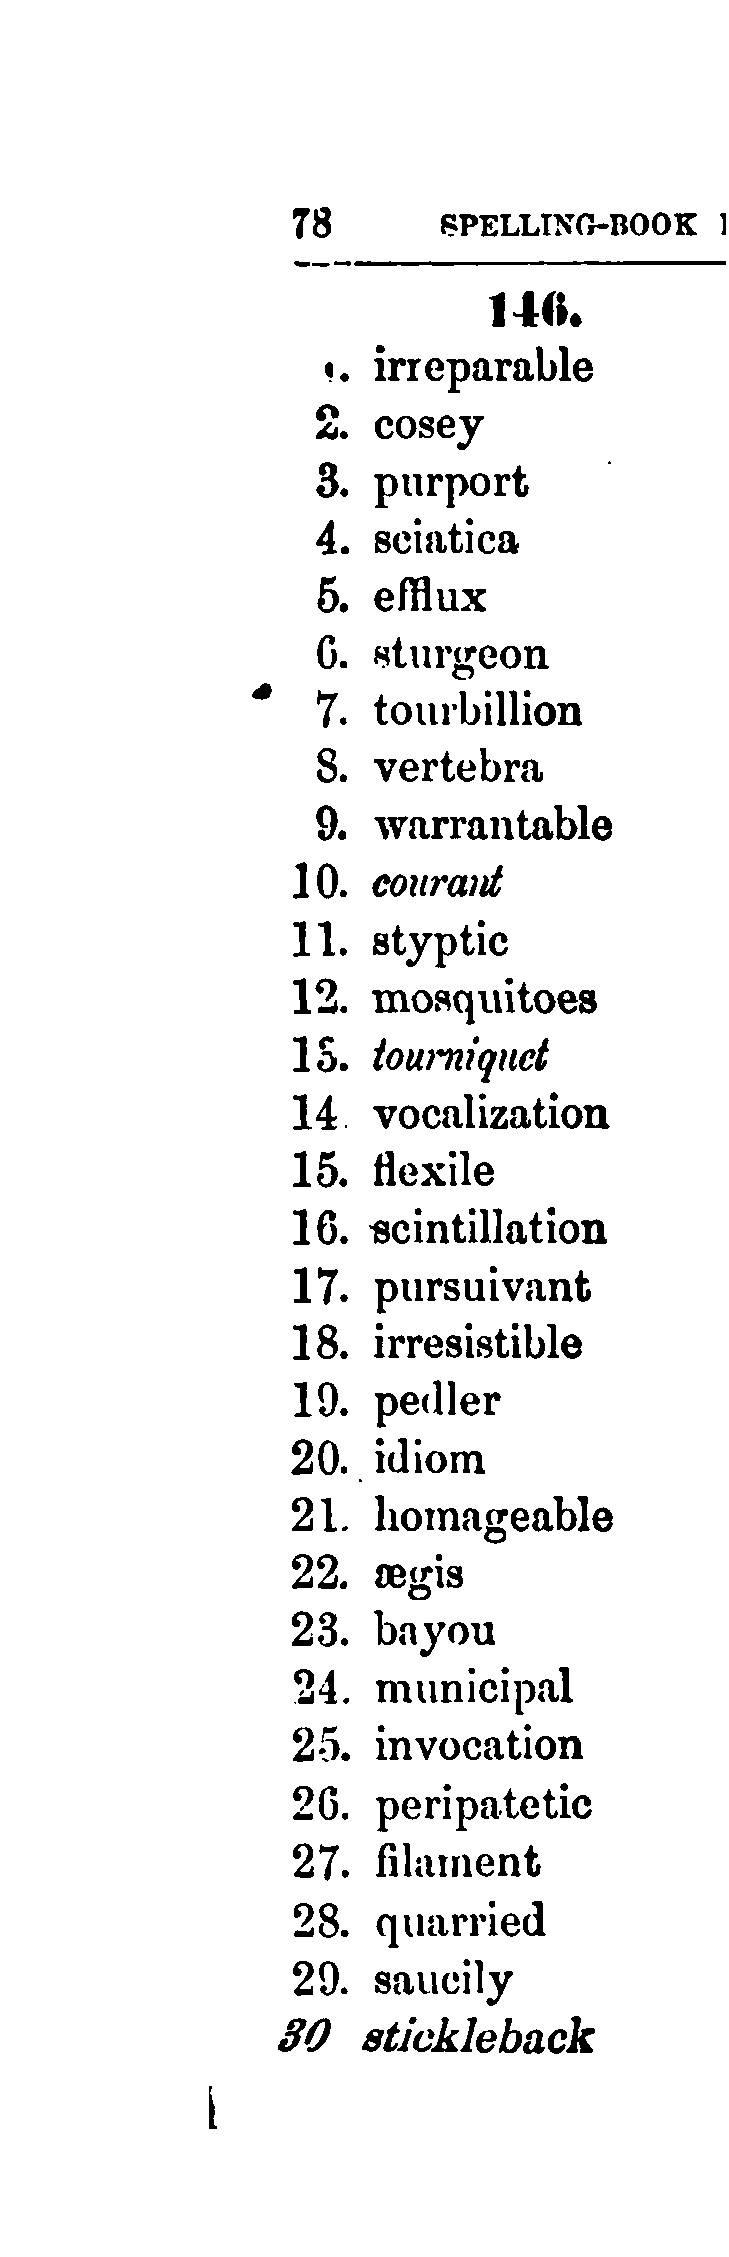 78 SPELLING-BOOK
146.
1. irreparable
2. cosey
3. purport
4. sciatica
5. efflux
6. sturgeon
7. tourbillion
8. vertebra
9. warrantable
10. courant
11. styptic
12. mosquitoes
13. tourniquet
14. vocalization
15. flexile
16. scintillation
17. pursuivant
18. irresistible
19. pedler
20. idiom
21. homageable
22. ægis
23. bayou
24. municipal
25. invocation
26. peripatetic
27. filament
28. quarried
29. saucily
30 stickleback